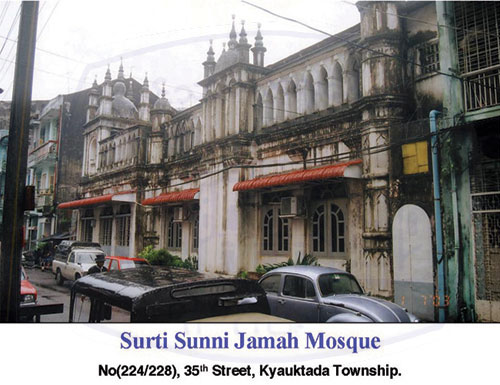 Surti Sunni Jamah Mosque
No(224/228), 35th Street, Kyauktada Township.